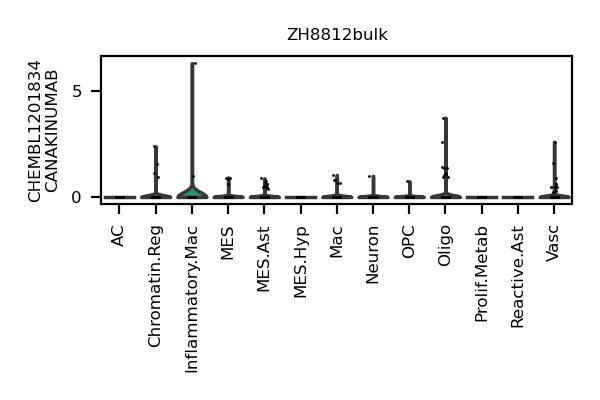 ZH8812bulk
CHEMBL1201834
CANAKINUMAB
5
0
AC
Chromatin.Reg
Inflammatory.Mac
MES
MES.Ast
MES.Hyp
Mac
Neuron
OPC
Oligo
Prolif.Metab
Reactive.Ast
Vasc